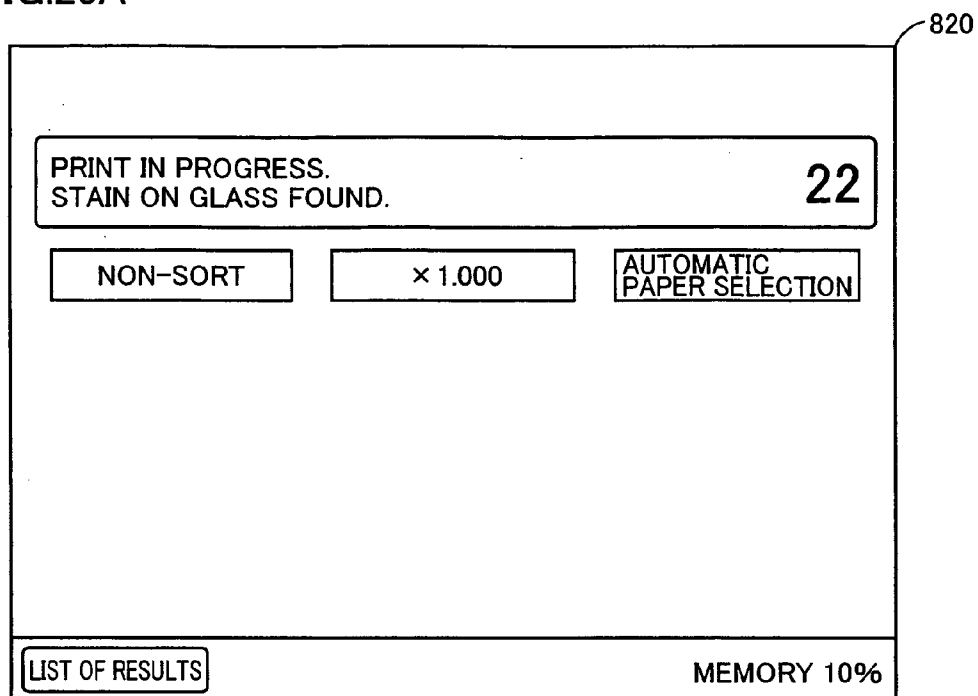 820
PRINT IN PROGRESS.
STAIN ON GLASS FOUND.
22
NON-SORT
×1.000
AUTOMATIC
PAPER SELECTION
LIST OF RESULTS
MEMORY 10%